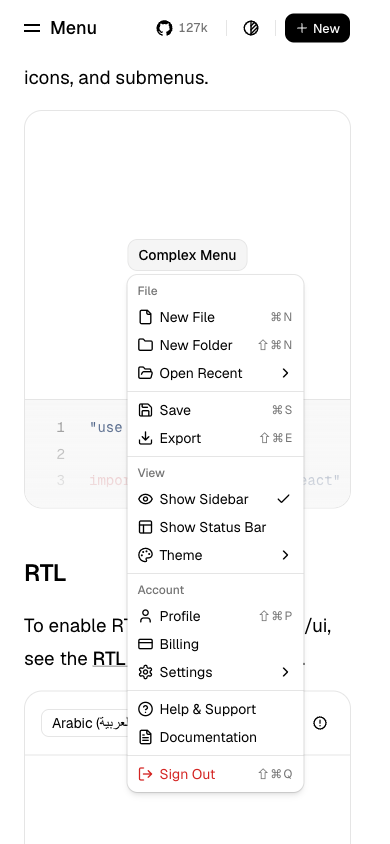 Menu 127k New
icons, and submenus.
Complex Menu
File
New File ⌘N
New Folder ⇧⌘N
Open Recent
Save ⌘S
Export ⇧⌘E
View
Show Sidebar
Show Status Bar
Theme
Account
Profile ⇧⌘P
Billing
Settings
Help & Support
Documentation
Sign Out ⇧⌘Q
1 "use
2
3 impor eact"
RTL
To enable RT /ui,
see the RTL .
Arabic (العربية